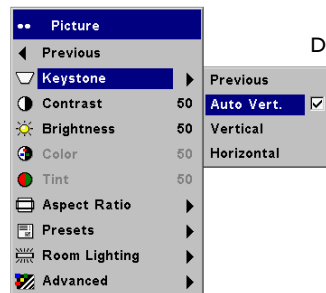 Picture
Previous
Keystone
Contrast 50
Brightness 50
Color 50
Tint 50
Aspect Ratio
Presets
Room Lighting
Advanced
D
Previous
Auto Vert.
Vertical
Horizontal